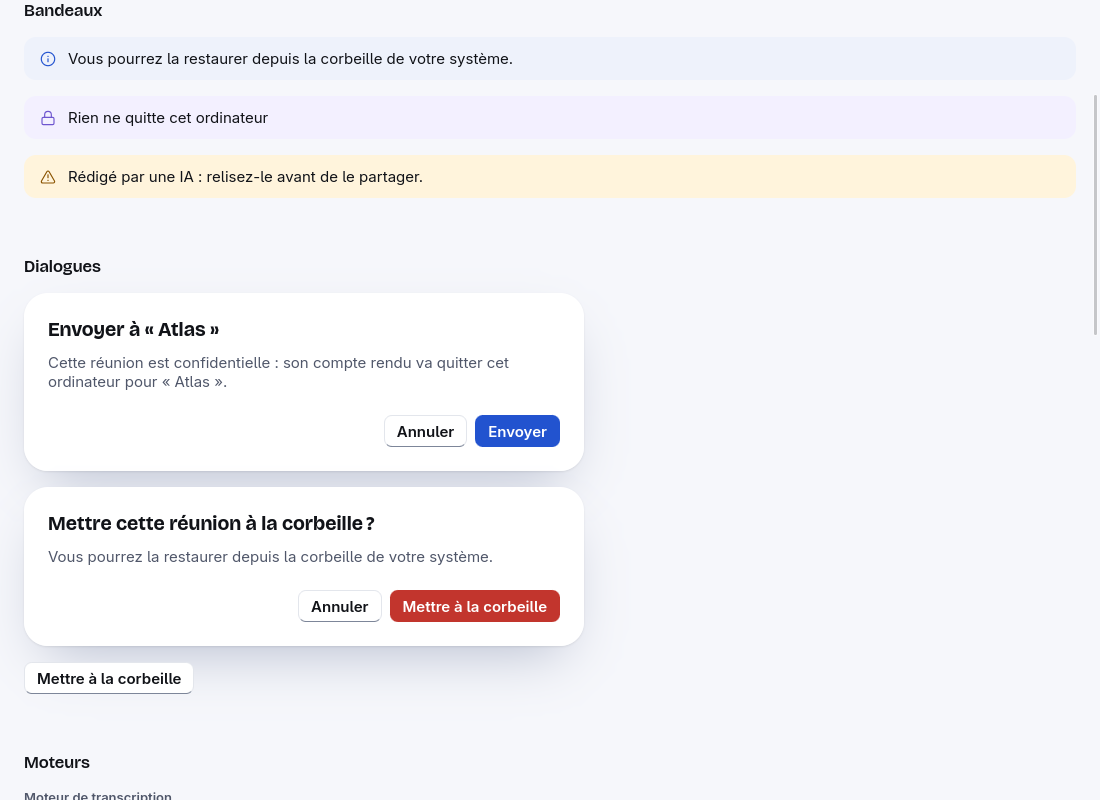 Bandeaux
Vous pourrez la restaurer depuis la corbeille de votre système.
Rien ne quitte cet ordinateur
Rédigé par une IA : relisez-le avant de le partager.
Dialogues
Envoyer à « Atlas »
Cette réunion est confidentielle : son compte rendu va quitter cet
ordinateur pour « Atlas ».
Annuler
Envoyer
Mettre cette réunion à la corbeille ?
Vous pourrez la restaurer depuis la corbeille de votre système.
Annuler
Mettre à la corbeille
Mettre à la corbeille
Moteurs
Moteur de transcription